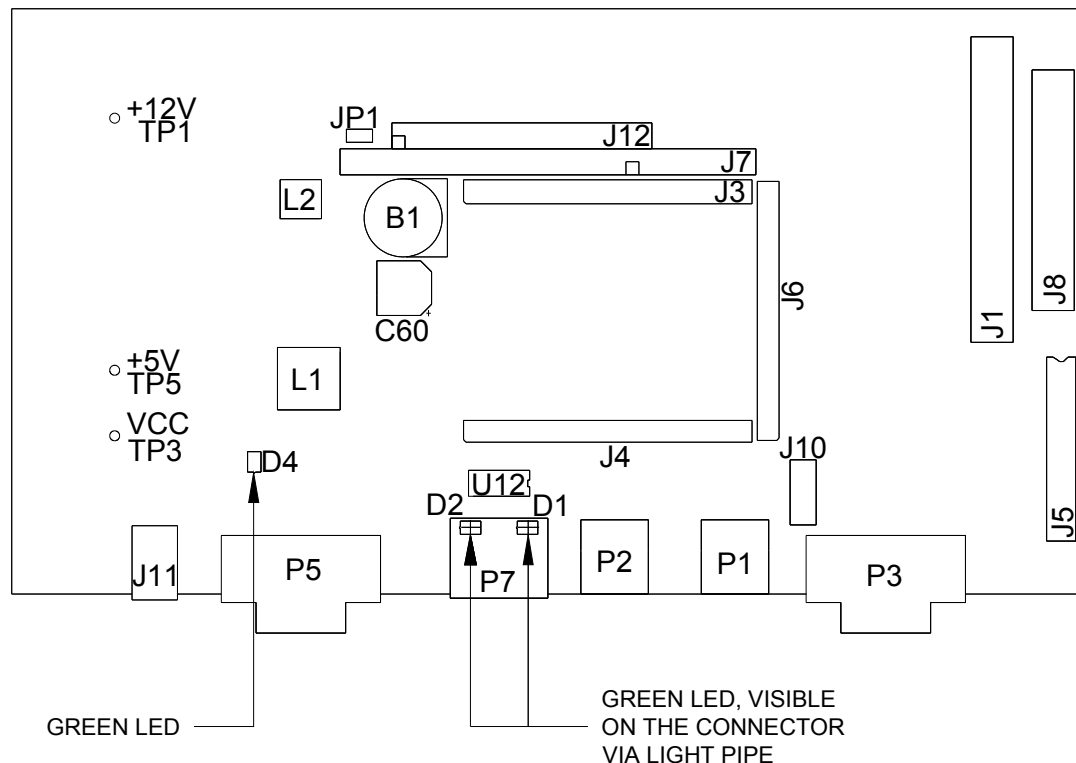 +12V
TP1
JP1
J12
J7
J3
L2
B1
J6
J1
J8
C60
+
+5V
TP5
L1
VCC
TP3
D4
J4
J10
U12
D2
D1
J5
J11
P5
P7
P2
P1
P3
GREEN LED
GREEN LED, VISIBLE
ON THE CONNECTOR
VIA LIGHT PIPE